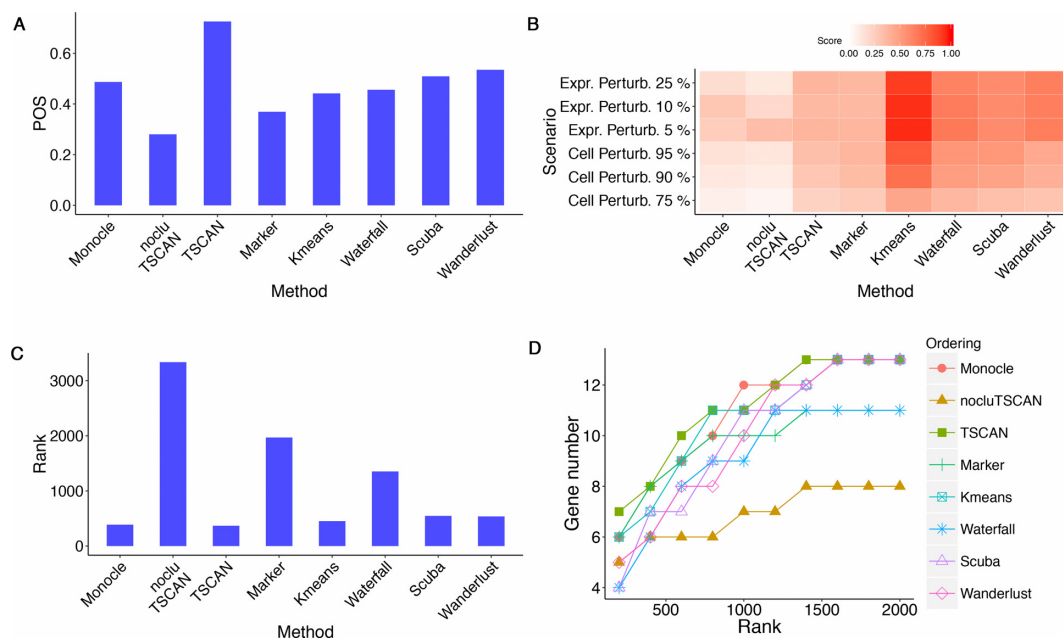 A
POS
0.6
0.4
0.2
0.0
Monocle
noclu
TSCAN
TSCAN
Marker
Kmeans
Waterfall
Scuba
Wanderlust
Method
B
Score
0.00 0.25 0.50 0.75 1.00
Scenario
Expr. Perturb. 25 %
Expr. Perturb. 10 %
Expr. Perturb. 5 %
Cell Perturb. 95 %
Cell Perturb. 90 %
Cell Perturb. 75 %
Monocle
noclu
TSCAN
TSCAN
Marker
Kmeans
Waterfall
Scuba
Wanderlust
Method
C
Rank
3000
2000
1000
0
Monocle
noclu
TSCAN
TSCAN
Marker
Kmeans
Waterfall
Scuba
Wanderlust
Method
D
Gene number
12
10
8
6
4
500 1000 1500 2000
Rank
Ordering
Monocle
nocluTSCAN
TSCAN
Marker
Kmeans
Waterfall
Scuba
Wanderlust